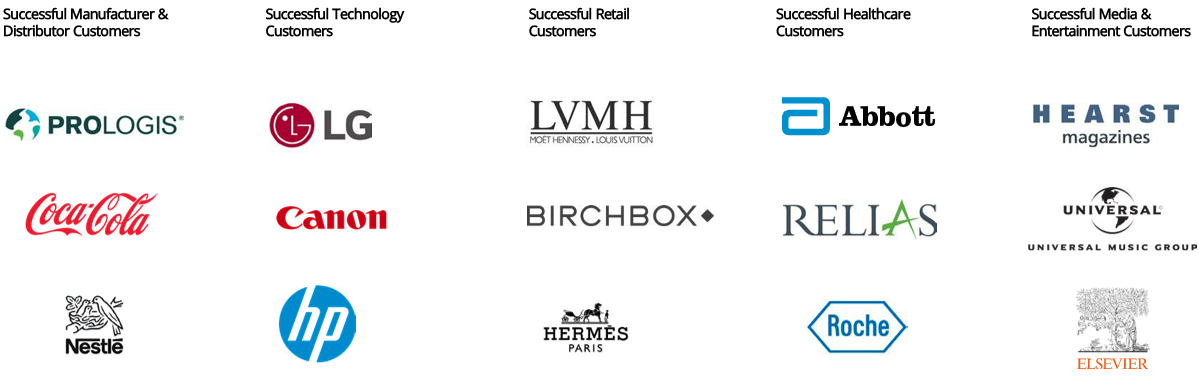 Successful Manufacturer &
Distributor Customers
Successful Technology
Customers
Successful Retail
Customers
Successful Healthcare
Customers
Successful Media &
Entertainment Customers
PROLOGIS®
LG
LVMH
MOËT HENNESSY . LOUIS VUITTON
Abbott
HEARST
magazines
Coca-Cola
Canon
BIRCHBOX
RELIAS
UNIVERSAL
UNIVERSAL MUSIC GROUP
Nestlé
hp
HERMÈS
PARIS
Roche
ELSEVIER